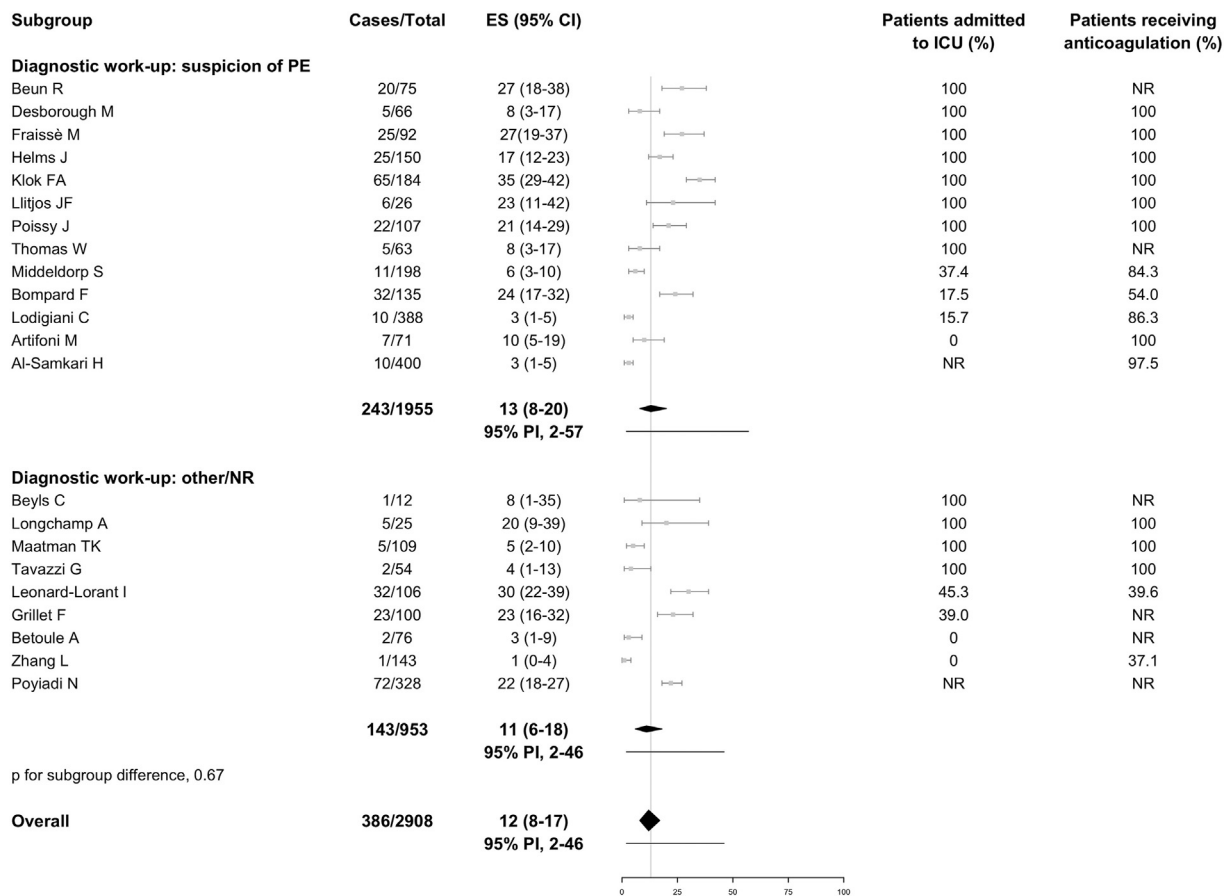 Subgroup Cases/Total ES (95% CI) Patients admitted to ICU (%) Patients receiving anticoagulation (%)
Diagnostic work-up: suspicion of PE
Beun R 20/75 27 (18-38) 100 NR
Desborough M 5/66 8 (3-17) 100 100
Fraissè M 25/92 27(19-37) 100 100
Helms J 25/150 17 (12-23) 100 100
Klok FA 65/184 35 (29-42) 100 100
Llitjos JF 6/26 23 (11-42) 100 100
Poissy J 22/107 21 (14-29) 100 100
Thomas W 5/63 8 (3-17) 100 NR
Middeldorp S 11/198 6 (3-10) 37.4 84.3
Bompard F 32/135 24 (17-32) 17.5 54.0
Lodigiani C 10 /388 3 (1-5) 15.7 86.3
Artifoni M 7/71 10 (5-19) 0 100
Al-Samkari H 10/400 3 (1-5) NR 97.5
243/1955 13 (8-20)
95% PI, 2-57
Diagnostic work-up: other/NR
Beyls C 1/12 8 (1-35) 100 NR
Longchamp A 5/25 20 (9-39) 100 100
Maatman TK 5/109 5 (2-10) 100 100
Tavazzi G 2/54 4 (1-13) 100 100
Leonard-Lorant I 32/106 30 (22-39) 45.3 39.6
Grillet F 23/100 23 (16-32) 39.0 NR
Betoule A 2/76 3 (1-9) 0 NR
Zhang L 1/143 1 (0-4) 0 37.1
Poyiadi N 72/328 22 (18-27) NR NR
143/953 11 (6-18)
95% PI, 2-46
p for subgroup difference, 0.67
Overall 386/2908 12 (8-17)
95% PI, 2-46
0 25 50 75 100